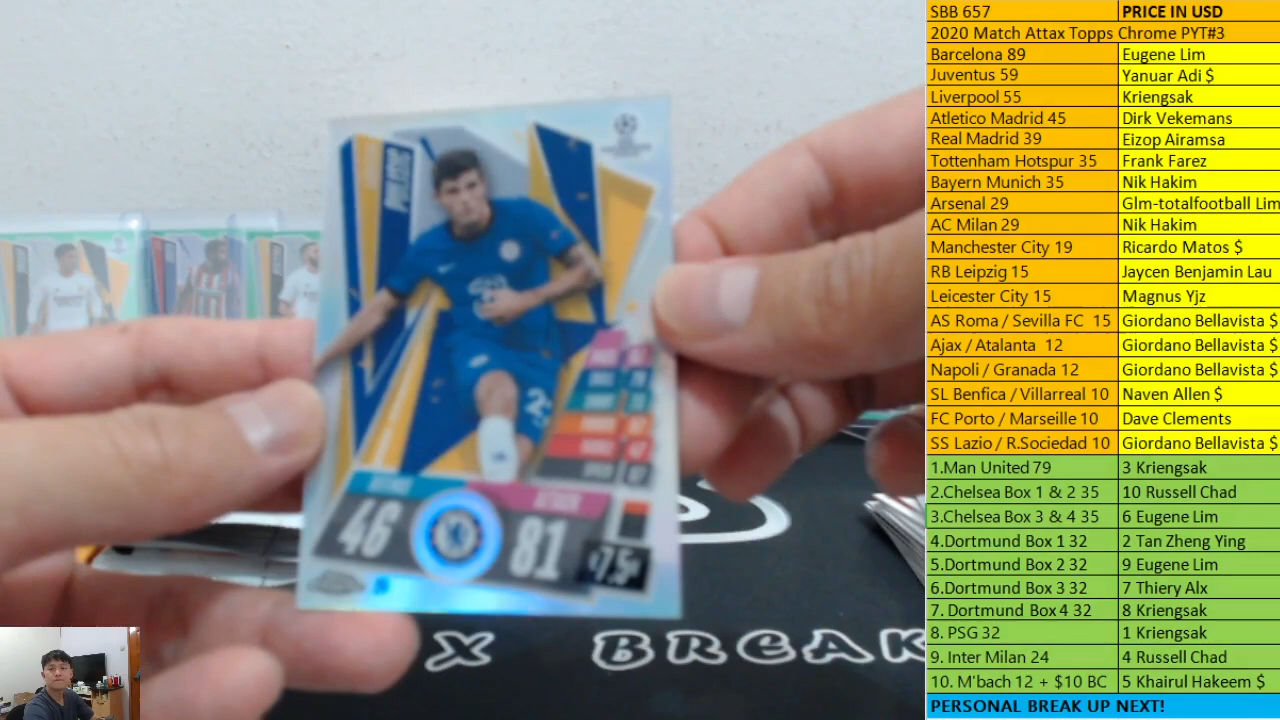 SBB 657 PRICE IN USD
2020 Match Attax Topps Chrome PYT#3
Barcelona 89 Eugene Lim
Juventus 59 Yanuar Adi $
Liverpool 55 Kriengsak
Atletico Madrid 45 Dirk Vekemans
Real Madrid 39 Eizop Airamsa
Tottenham Hotspur 35 Frank Farez
Bayern Munich 35 Nik Hakim
Arsenal 29 Glm-totalfootball Lim
AC Milan 29 Nik Hakim
Manchester City 19 Ricardo Matos $
RB Leipzig 15 Jaycen Benjamin Lau
Leicester City 15 Magnus Yjz
AS Roma / Sevilla FC 15 Giordano Bellavista $
Ajax / Atalanta 12 Giordano Bellavista $
Napoli / Granada 12 Giordano Bellavista $
SL Benfica / Villarreal 10 Naven Allen $
FC Porto / Marseille 10 Dave Clements
SS Lazio / R.Sociedad 10 Giordano Bellavista $
1.Man United 79 3 Kriengsak
2.Chelsea Box 1 & 2 35 10 Russell Chad
3.Chelsea Box 3 & 4 35 6 Eugene Lim
4.Dortmund Box 1 32 2 Tan Zheng Ying
5.Dortmund Box 2 32 9 Eugene Lim
6.Dortmund Box 3 32 7 Thiery Alx
7. Dortmund Box 4 32 8 Kriengsak
8. PSG 32 1 Kriengsak
9. Inter Milan 24 4 Russell Chad
10. M'bach 12 + $10 BC 5 Khairul Hakeem $
PERSONAL BREAK UP NEXT!
PULISIC
ATTACK
46 81
X BREAK